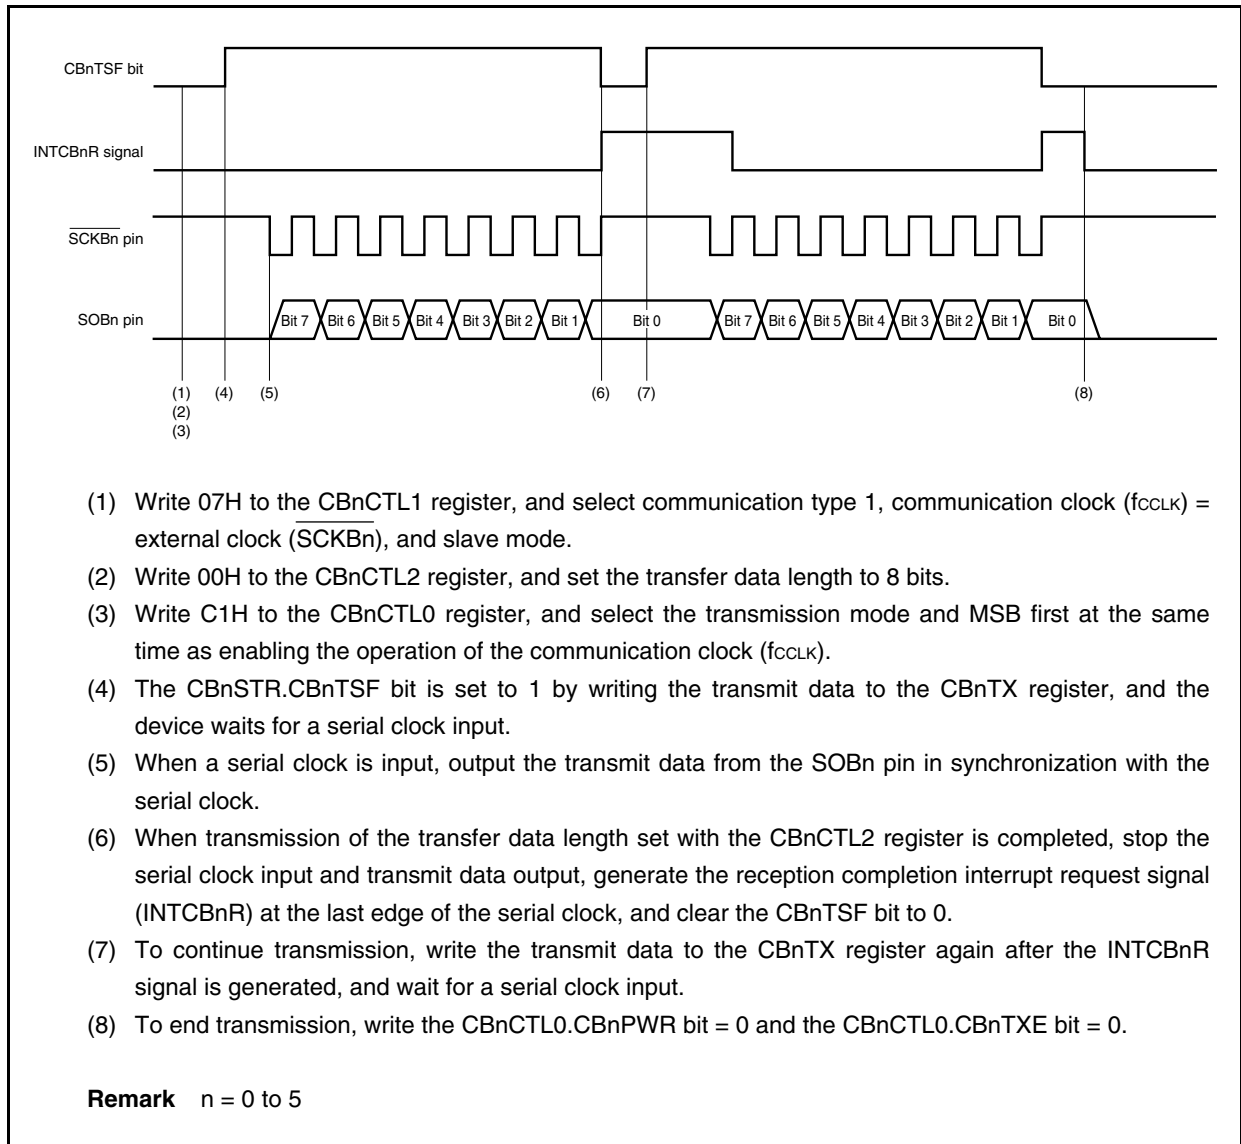 CBnTSF bit
INTCBnR signal
SCKBn pin
SOBn pin
Bit 7 Bit 6 Bit 5 Bit 4 Bit 3 Bit 2 Bit 1 Bit 0 Bit 7 Bit 6 Bit 5 Bit 4 Bit 3 Bit 2 Bit 1 Bit 0
(1) (4) (5) (6) (7) (8)
(2)
(3)
(1) Write 07H to the CBnCTL1 register, and select communication type 1, communication clock (fCCLK) =
external clock (SCKBn), and slave mode.
(2) Write 00H to the CBnCTL2 register, and set the transfer data length to 8 bits.
(3) Write C1H to the CBnCTL0 register, and select the transmission mode and MSB first at the same
time as enabling the operation of the communication clock (fCCLK).
(4) The CBnSTR.CBnTSF bit is set to 1 by writing the transmit data to the CBnTX register, and the
device waits for a serial clock input.
(5) When a serial clock is input, output the transmit data from the SOBn pin in synchronization with the
serial clock.
(6) When transmission of the transfer data length set with the CBnCTL2 register is completed, stop the
serial clock input and transmit data output, generate the reception completion interrupt request signal
(INTCBnR) at the last edge of the serial clock, and clear the CBnTSF bit to 0.
(7) To continue transmission, write the transmit data to the CBnTX register again after the INTCBnR
signal is generated, and wait for a serial clock input.
(8) To end transmission, write the CBnCTL0.CBnPWR bit = 0 and the CBnCTL0.CBnTXE bit = 0.
Remark n = 0 to 5